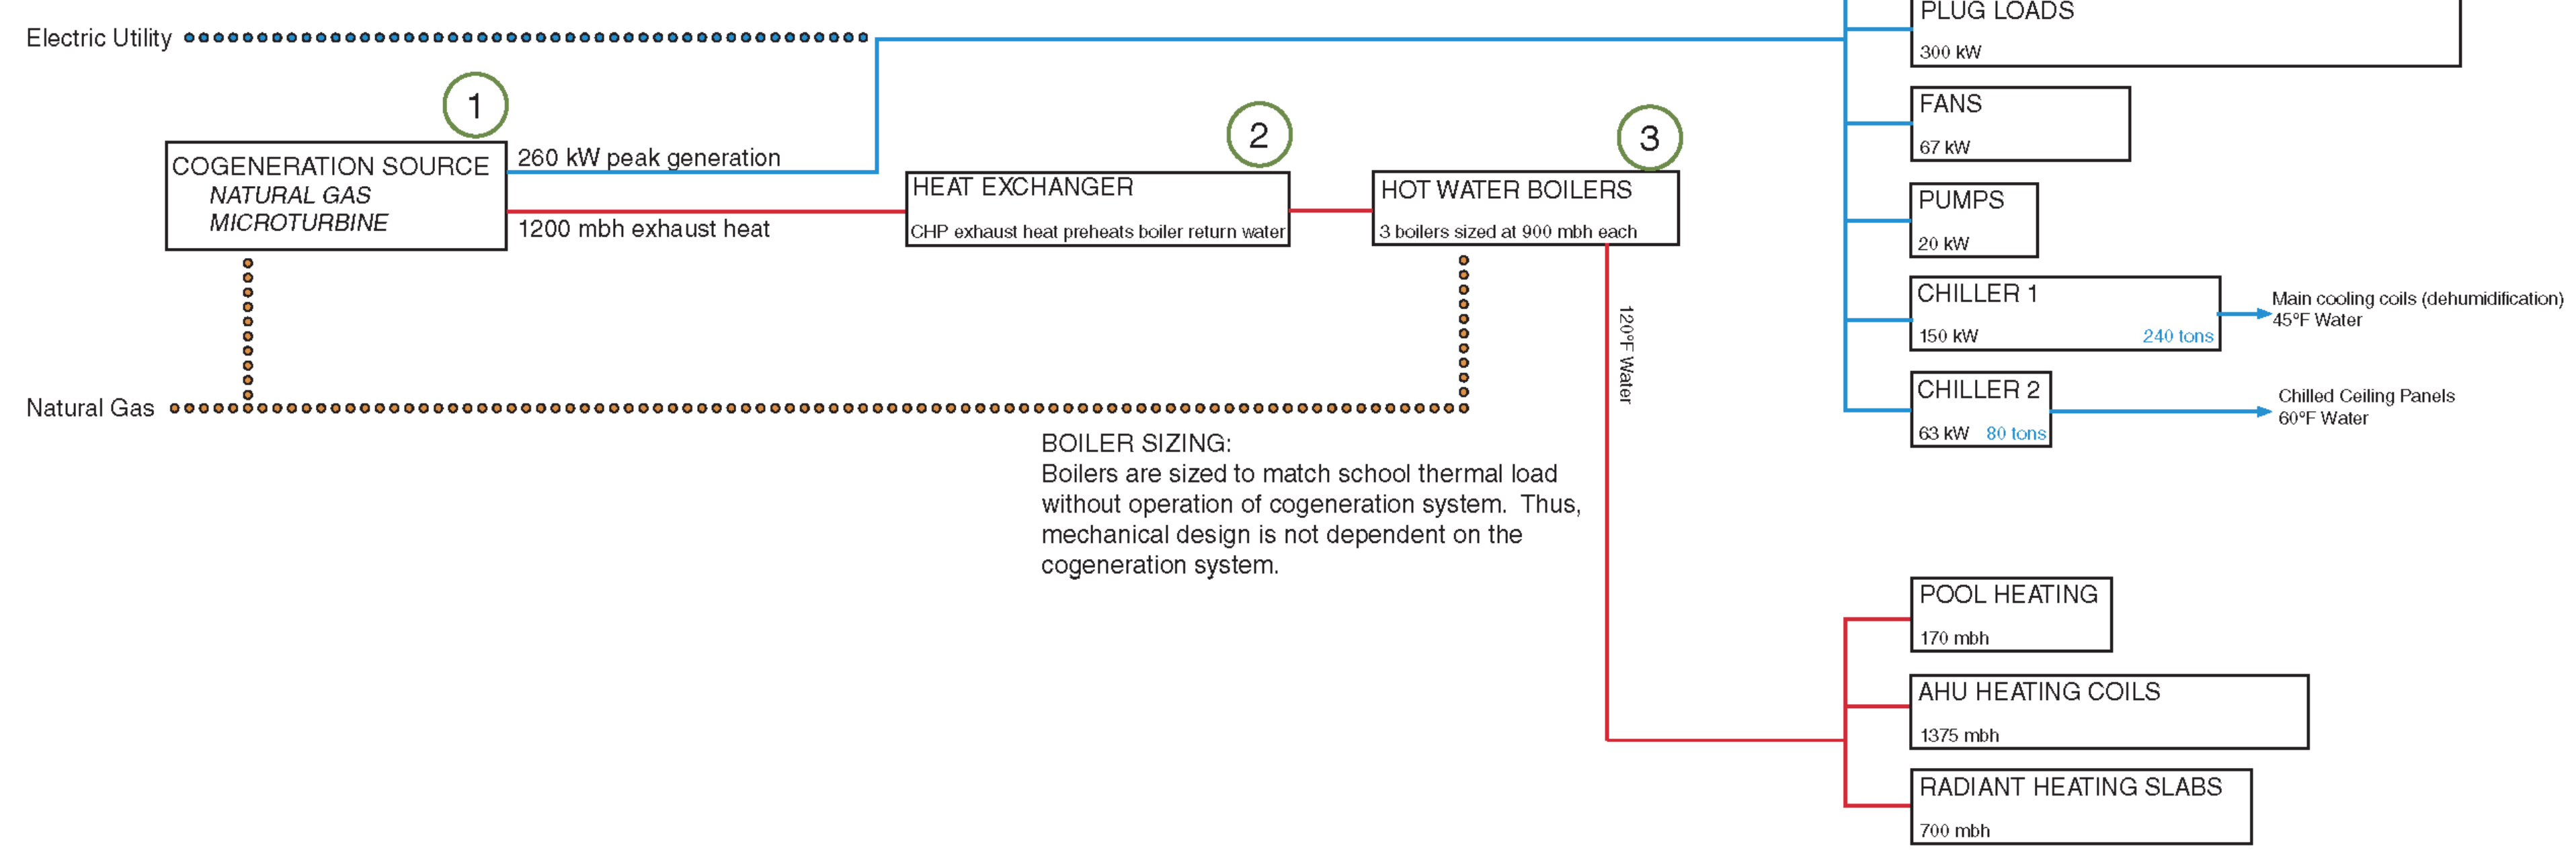 Electric Utility
1
COGENERATION SOURCE
NATURAL GAS
MICROTURBINE
260 kW peak generation
1200 mbh exhaust heat
2
HEAT EXCHANGER
CHP exhaust heat preheats boiler return water
3
HOT WATER BOILERS
3 boilers sized at 900 mbh each
120°F Water
Natural Gas
BOILER SIZING:
Boilers are sized to match school thermal load
without operation of cogeneration system. Thus,
mechanical design is not dependent on the
cogeneration system.
PLUG LOADS
300 kW
FANS
67 kW
PUMPS
20 kW
CHILLER 1
150 kW 240 tons
Main cooling coils (dehumidification)
45°F Water
CHILLER 2
63 kW 80 tons
Chilled Ceiling Panels
60°F Water
POOL HEATING
170 mbh
AHU HEATING COILS
1375 mbh
RADIANT HEATING SLABS
700 mbh